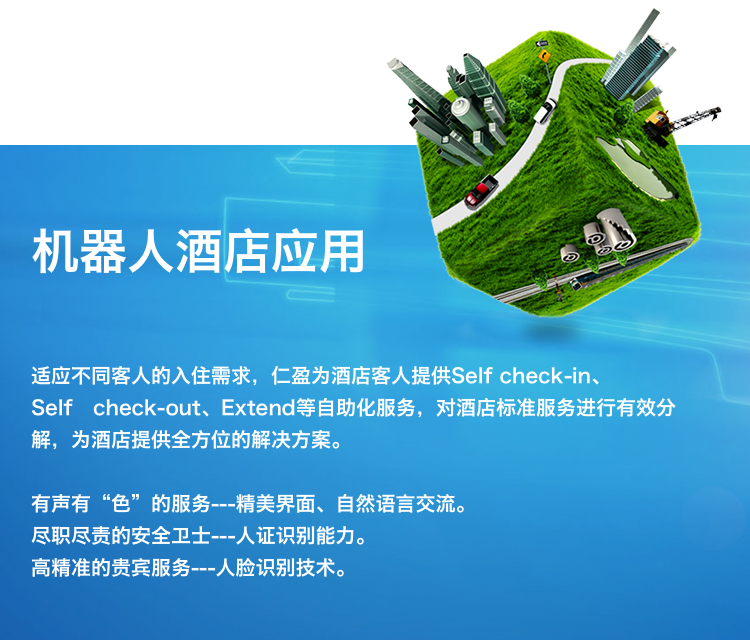 机器人酒店应用
适应不同客人的入住需求，仁盈为酒店客人提供Self check-in、
Self check-out、Extend等自助化服务，对酒店标准服务进行有效分
解，为酒店提供全方位的解决方案。
有声有“色”的服务---精美界面、自然语言交流。
尽职尽责的安全卫士---人证识别能力。
高精准的贵宾服务---人脸识别技术。